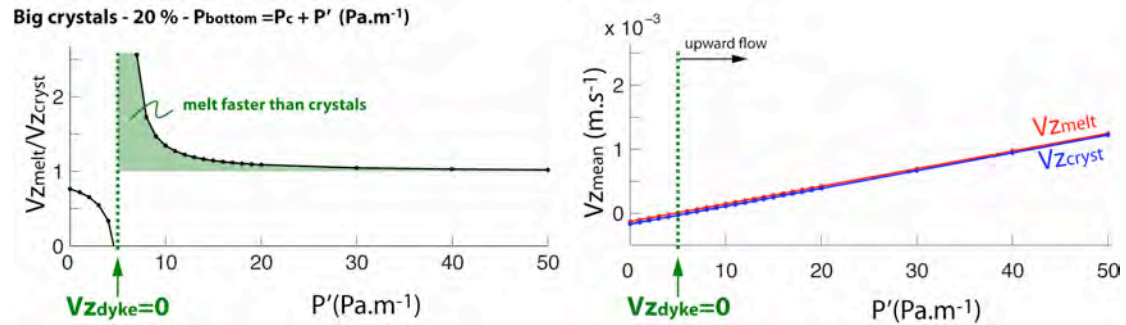 Big crystals - 20 % - Pbottom =Pc + P' (Pa.m-1)
Vzmelt/Vzcryst
2
1
0
melt faster than crystals
0 10 20 30 40 50
Vzdyke=0
P'(Pa.m-1)
x 10-3
Vzmean (m.s-1)
2
1
0
upward flow
Vzmelt
Vzcryst
0 10 20 30 40 50
Vzdyke=0
P'(Pa.m-1)